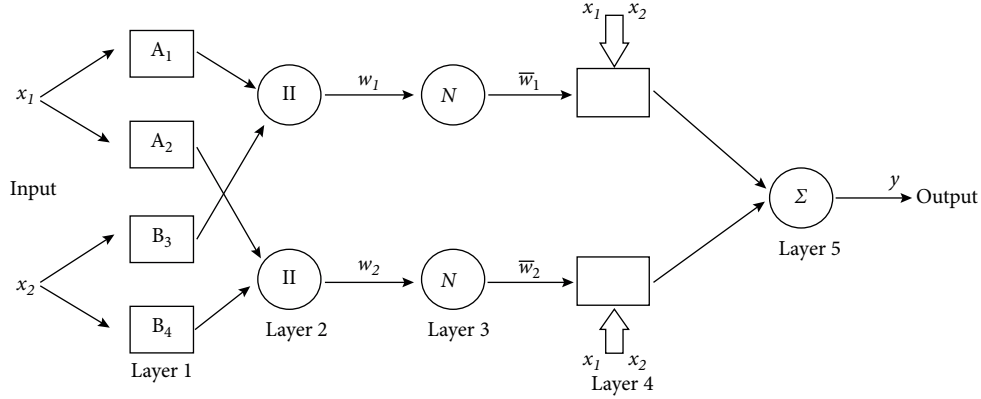 x₁ x₂
A₁
x₁
II
w₁
N
w̅₁
A₂
Input
B₃
x₂
B₄
Layer 1
II
Layer 2
w₂
N
Layer 3
w̅₂
x₁ x₂
Layer 4
Σ
Layer 5
y
Output